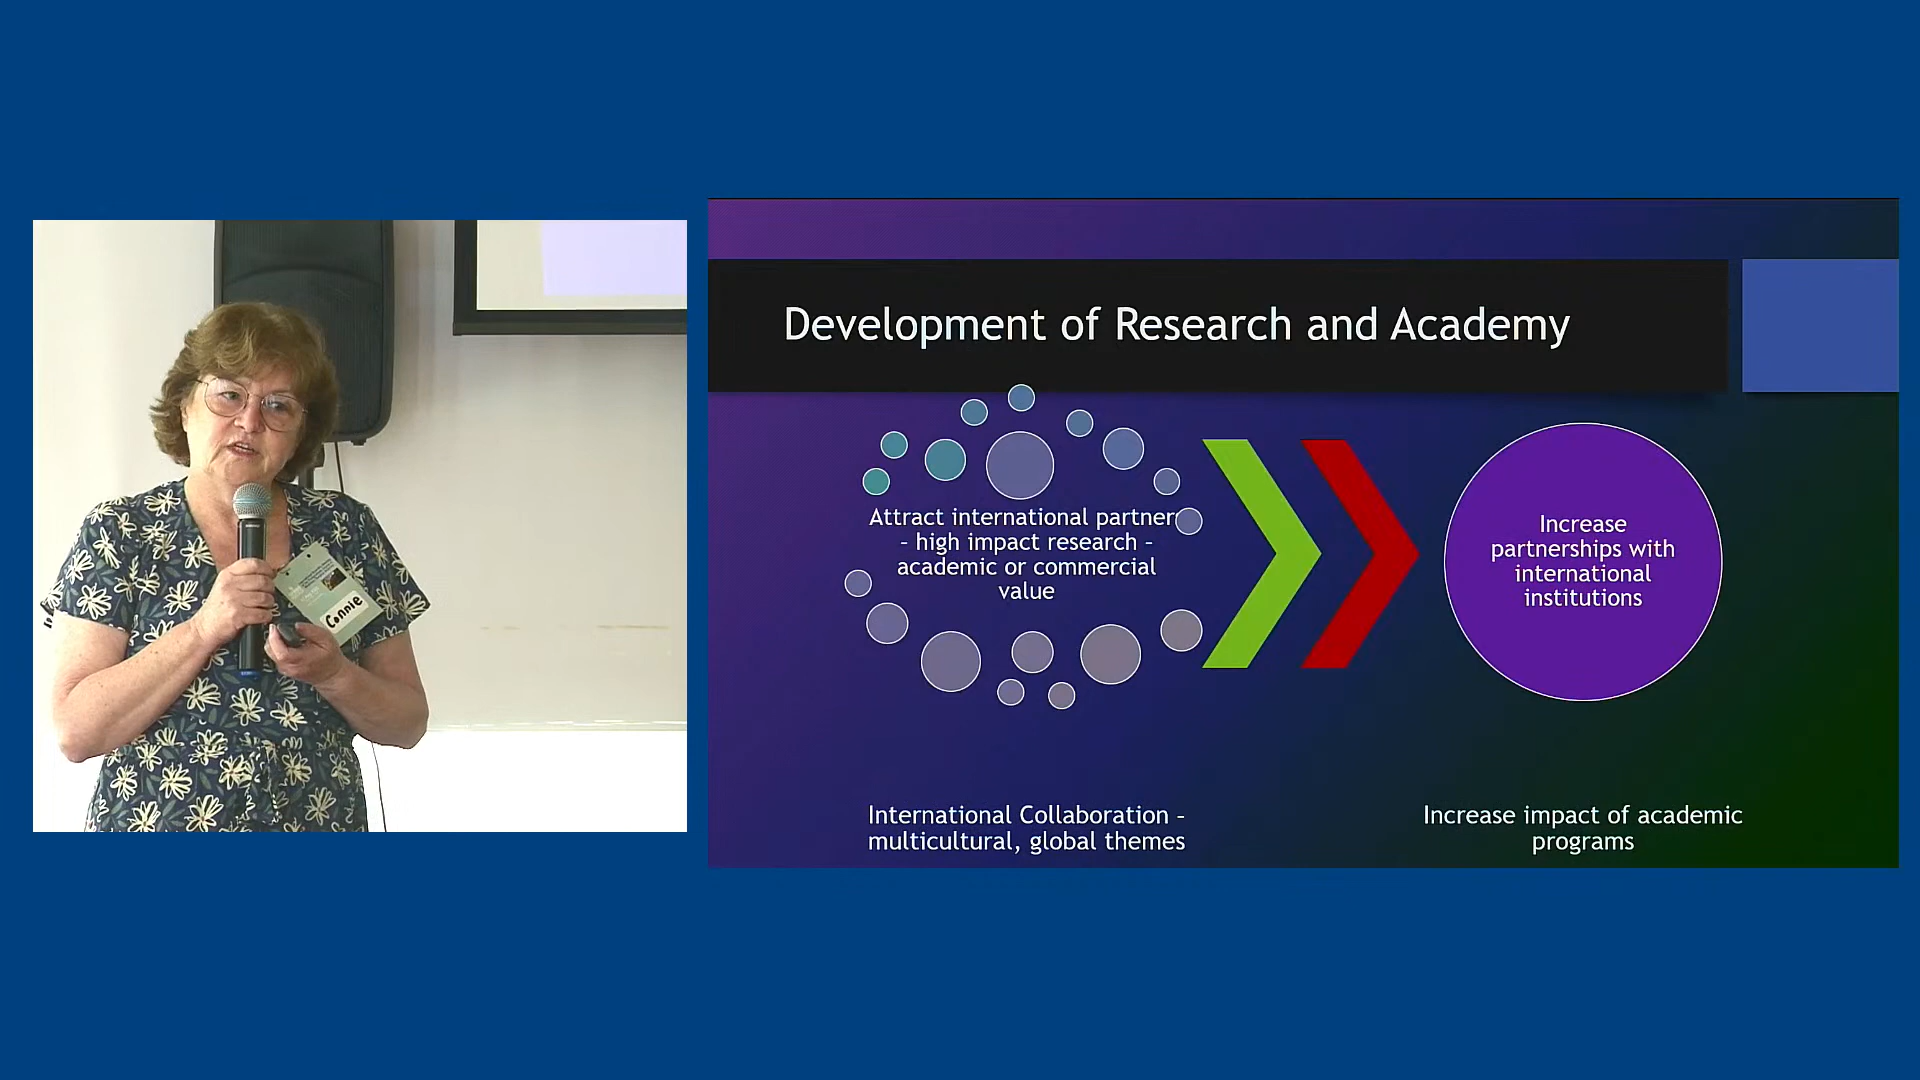 Development of Research and Academy
Attract international partner
– high impact research –
academic or commercial
value
Increase
partnerships with
international
institutions
International Collaboration –
multicultural, global themes
Increase impact of academic
programs
Connie